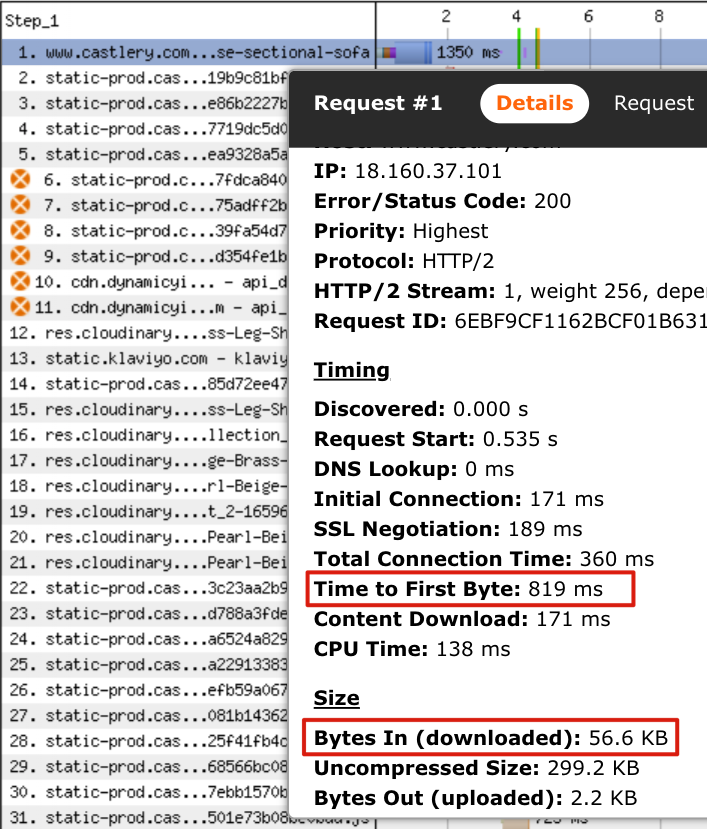 Step_1
2 4 6 8
1. www.castlery.com...se-sectional-sofa 1350 ms
2. static-prod.cas...19b9c81bf
3. static-prod.cas...e86b2227b
4. static-prod.cas...7719dc5d0
5. static-prod.cas...ea9328a5a
6. static-prod.c...7fdca840
7. static-prod.c...75adff2b
8. static-prod.c...39fa54d7
9. static-prod.c...d354fe1b
10. cdn.dynamicyi... – api_d
11. cdn.dynamicyi...m – api_
12. res.cloudinary....ss-Leg-Sh
13. static.klaviyo.com – klaviy
14. static-prod.cas...85d72ee47
15. res.cloudinary....ss-Leg-Sh
16. res.cloudinary....llection_
17. res.cloudinary....ge-Brass-
18. res.cloudinary....rl-Beige-
19. res.cloudinary....t_2-16596
20. res.cloudinary....Pearl-Bei
21. res.cloudinary....Pearl-Bei
22. static-prod.cas...3c23aa2b9
23. static-prod.cas...d788a3fde
24. static-prod.cas...a6524a829
25. static-prod.cas...a22913383
26. static-prod.cas...efb59a067
27. static-prod.cas...081b14362
28. static-prod.cas...25f41fb4c
29. static-prod.cas...68566bc08
30. static-prod.cas...7ebb1570b
31. static-prod.cas...501e73b08
Request #1 Details Request
IP: 18.160.37.101
Error/Status Code: 200
Priority: Highest
Protocol: HTTP/2
HTTP/2 Stream: 1, weight 256, depe
Request ID: 6EBF9CF1162BCF01B631
Timing
Discovered: 0.000 s
Request Start: 0.535 s
DNS Lookup: 0 ms
Initial Connection: 171 ms
SSL Negotiation: 189 ms
Total Connection Time: 360 ms
Time to First Byte: 819 ms
Content Download: 171 ms
CPU Time: 138 ms
Size
Bytes In (downloaded): 56.6 KB
Uncompressed Size: 299.2 KB
Bytes Out (uploaded): 2.2 KB